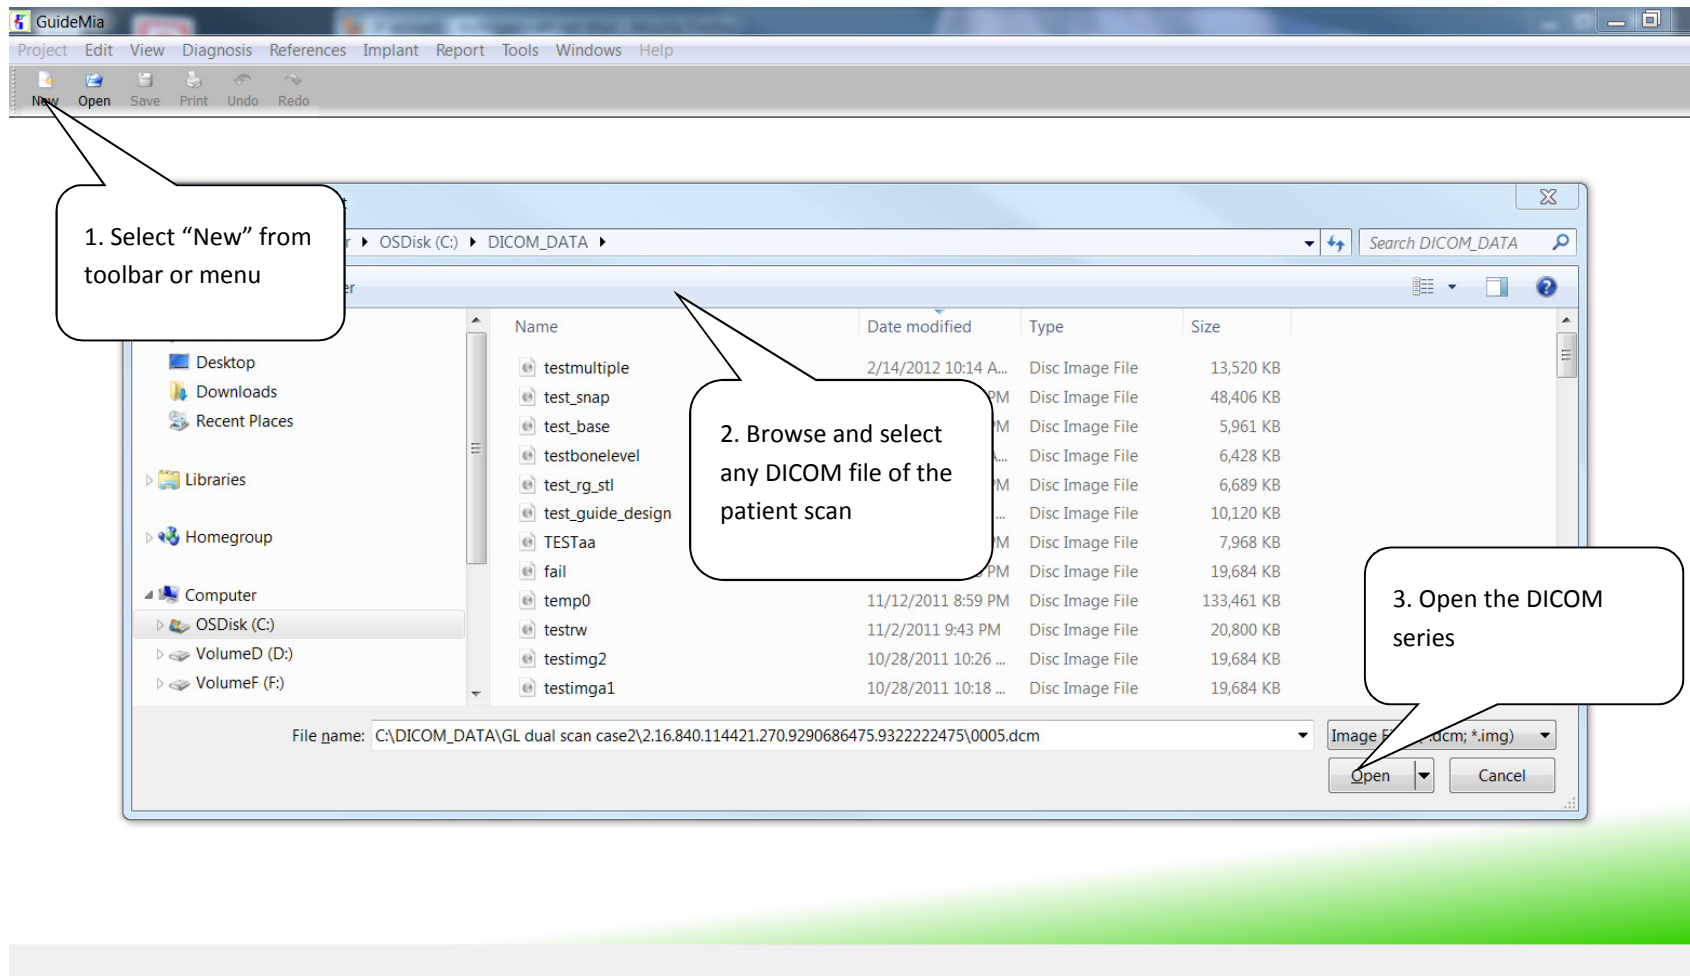 GuideMia
Project Edit View Diagnosis References Implant Report Tools Windows Help
New Open Save Print Undo Redo
1. Select “New” from
toolbar or menu
OSDisk (C:) DICOM_DATA
Search DICOM_DATA
Name Date modified Type Size
Desktop
Downloads
Recent Places
Libraries
Homegroup
Computer
OSDisk (C:)
VolumeD (D:)
VolumeF (F:)
testmultiple 2/14/2012 10:14 A... Disc Image File 13,520 KB
test_snap PM Disc Image File 48,406 KB
test_base Disc Image File 5,961 KB
testbonelevel Disc Image File 6,428 KB
test_rg_stl Disc Image File 6,689 KB
test_guide_design ... Disc Image File 10,120 KB
TESTaa Disc Image File 7,968 KB
fail PM Disc Image File 19,684 KB
temp0 11/12/2011 8:59 PM Disc Image File 133,461 KB
testrw 11/2/2011 9:43 PM Disc Image File 20,800 KB
testimg2 10/28/2011 10:26 ... Disc Image File 19,684 KB
testimga1 10/28/2011 10:18 ... Disc Image File 19,684 KB
2. Browse and select
any DICOM file of the
patient scan
3. Open the DICOM
series
File name: C:\DICOM_DATA\GL dual scan case2\2.16.840.114421.270.9290686475.9322222475\0005.dcm
Image *.img)
Open Cancel